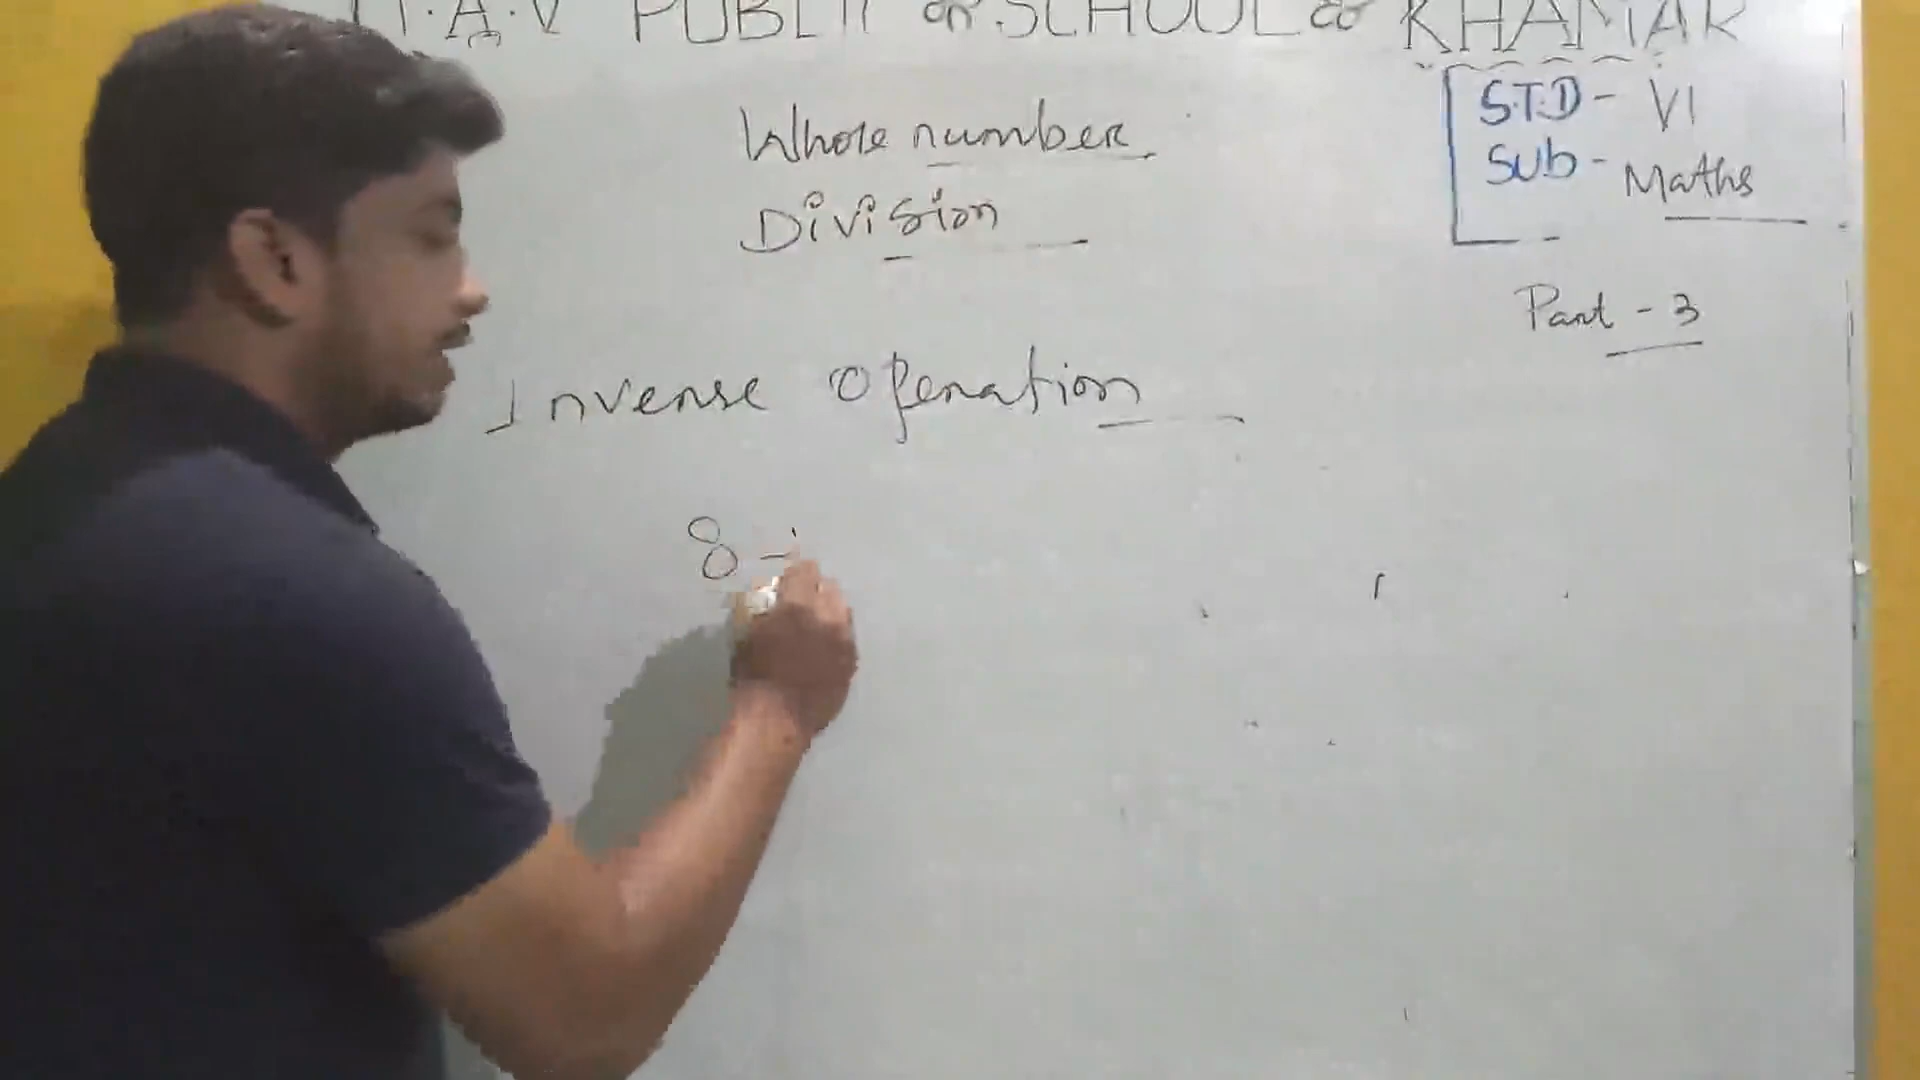 A.V PUBLIC SCHOOL KHAMAR
STD - VI
Sub - Maths
Whole number
Division
Part - 3
Inverse Operation
8